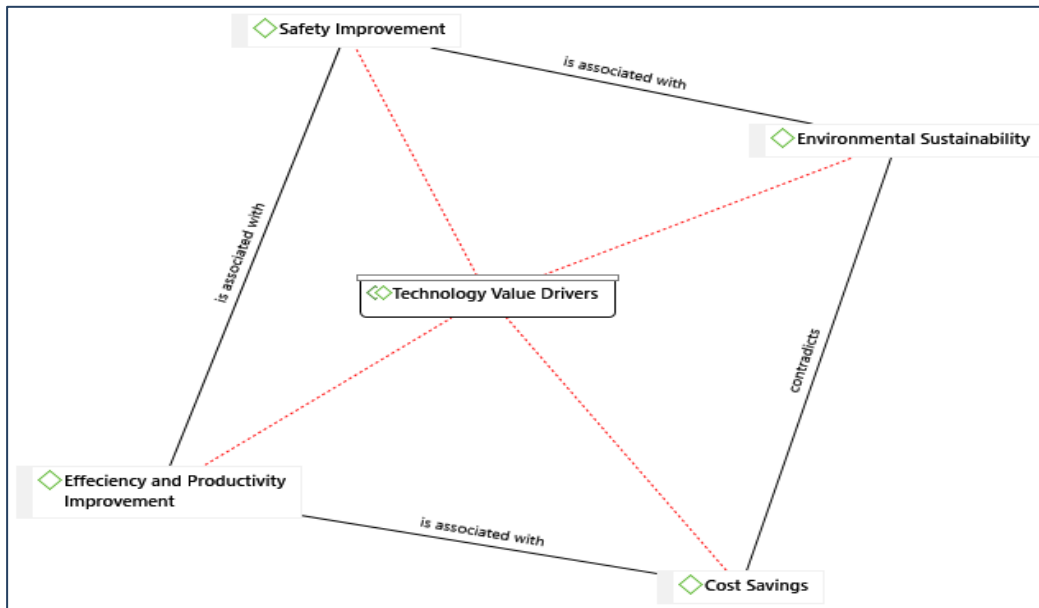 Safety Improvement
is associated with
Environmental Sustainability
is associated with
Technology Value Drivers
contradicts
Effeciency and Productivity
Improvement
is associated with
Cost Savings